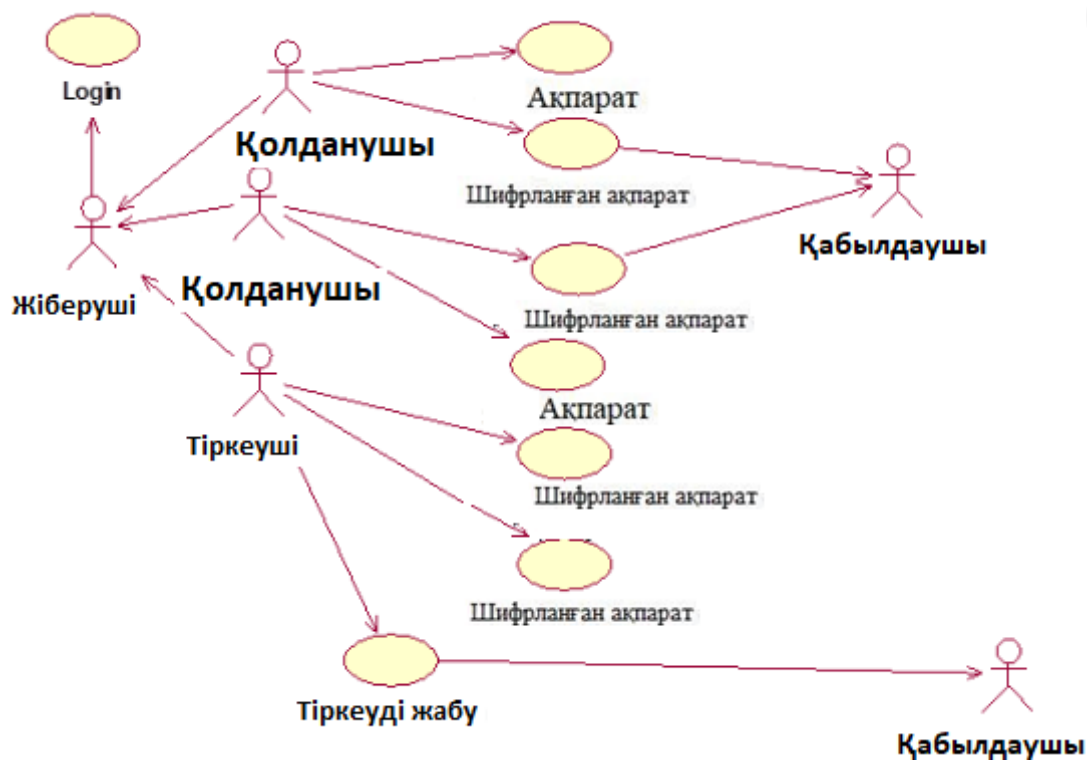 Login
Ақпарат
Қолданушы
Шифрланған ақпарат
Қабылдаушы
Жіберуші
Қолданушы
Шифрланған ақпарат
Ақпарат
Тіркеуші
Шифрланған ақпарат
Шифрланған ақпарат
Тіркеуді жабу
Қабылдаушы